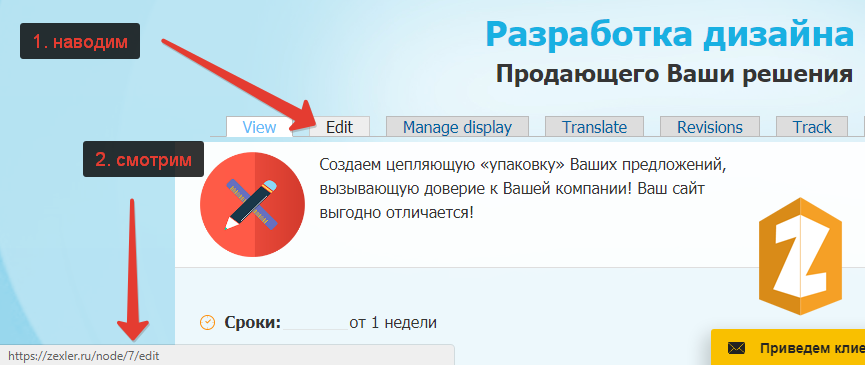 1. наводим
Разработка дизайна
Продающего Ваши решения
View Edit Manage display Translate Revisions Track
2. смотрим
Создаем цепляющую «упаковку» Ваших предложений,
вызывающую доверие к Вашей компании! Ваш сайт
выгодно отличается!
Сроки: от 1 недели
https://zexler.ru/node/7/edit
Приведем клие